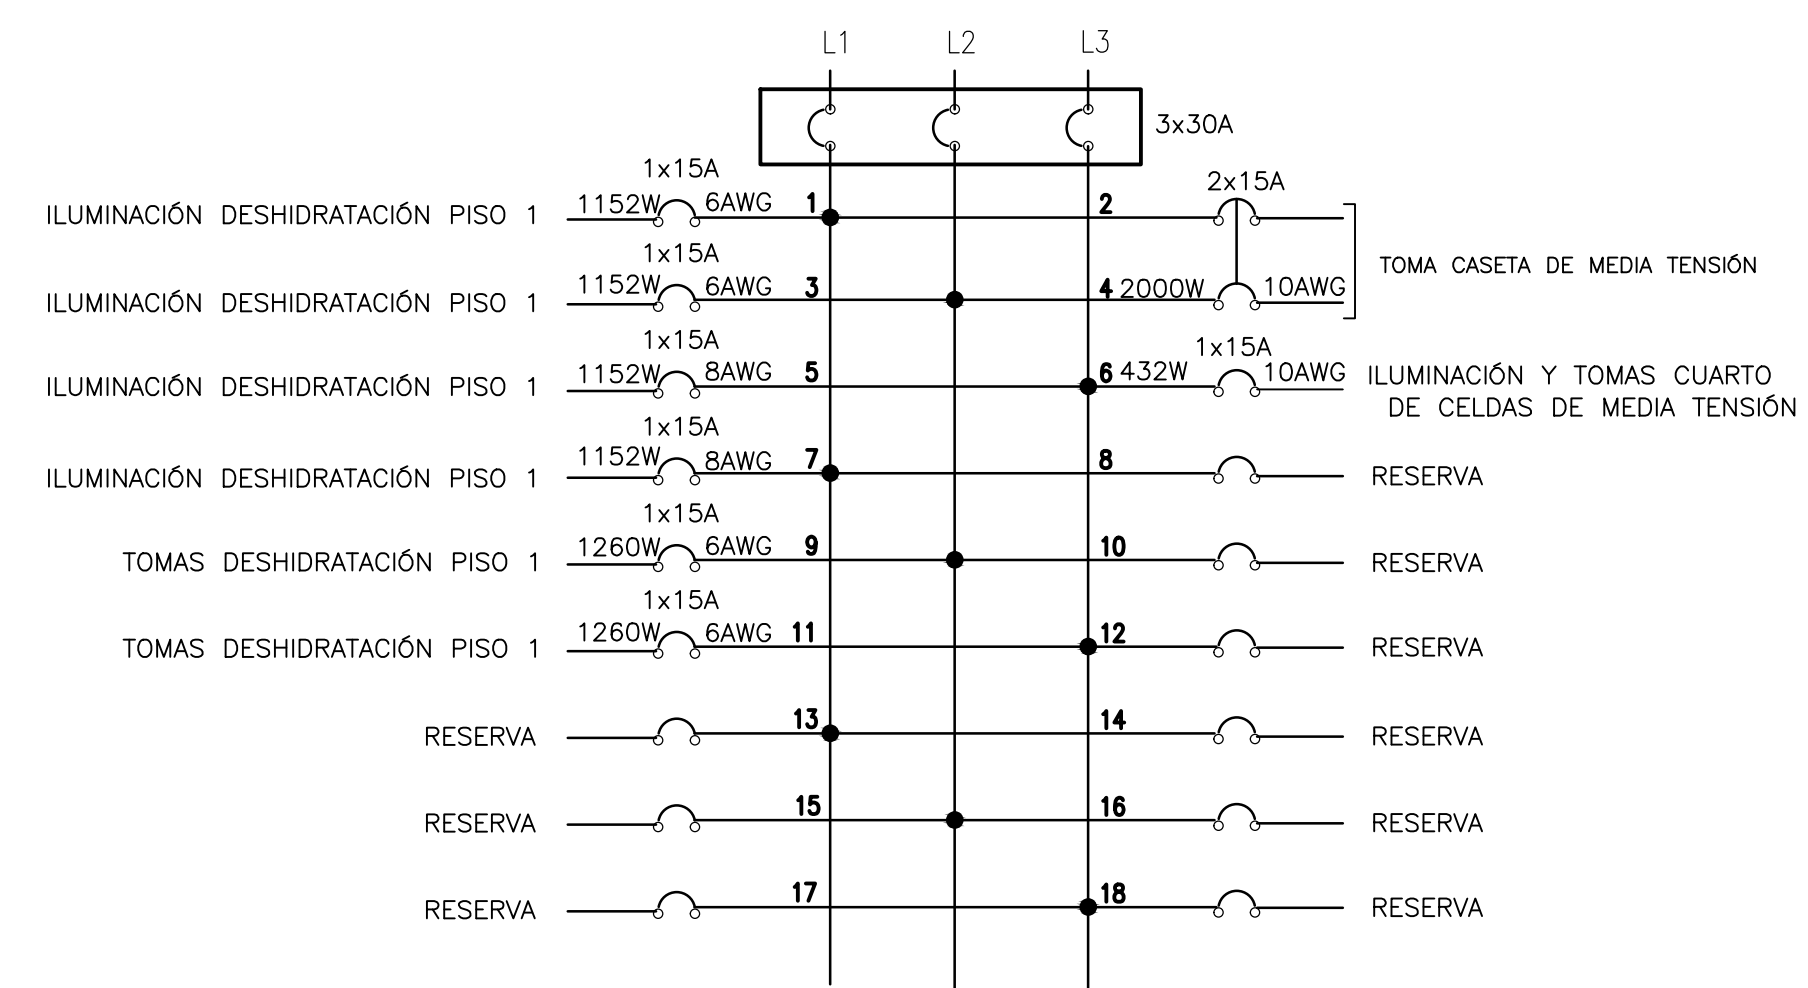 L1 L2 L3
3x30A
1x15A 2x15A
ILUMINACIÓN DESHIDRATACIÓN PISO 1 1152W 6AWG 1 2
1x15A
TOMA CASETA DE MEDIA TENSIÓN
ILUMINACIÓN DESHIDRATACIÓN PISO 1 1152W 6AWG 3 4 2000W 10AWG
1x15A 1x15A
ILUMINACIÓN DESHIDRATACIÓN PISO 1 1152W 8AWG 5 6 432W 10AWG ILUMINACIÓN Y TOMAS CUARTO
DE CELDAS DE MEDIA TENSIÓN
1x15A
ILUMINACIÓN DESHIDRATACIÓN PISO 1 1152W 8AWG 7 8 RESERVA
1x15A
TOMAS DESHIDRATACIÓN PISO 1 1260W 6AWG 9 10 RESERVA
1x15A
TOMAS DESHIDRATACIÓN PISO 1 1260W 6AWG 11 12 RESERVA
RESERVA 13 14 RESERVA
RESERVA 15 16 RESERVA
RESERVA 17 18 RESERVA